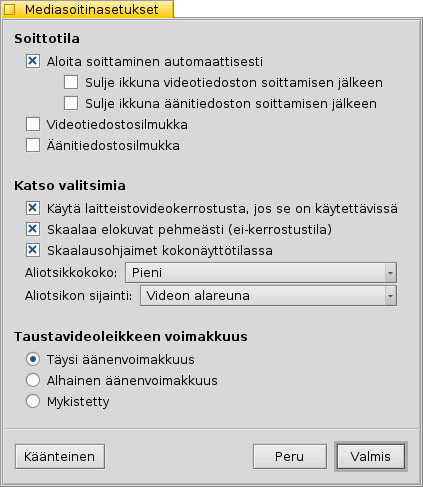 Mediasoitinasetukset
Soittotila
Aloita soittaminen automaattisesti
Sulje ikkuna videotiedoston soittamisen jälkeen
Sulje ikkuna äänitiedoston soittamisen jälkeen
Videotiedostosilmukka
Äänitiedostosilmukka
Katso valitsimia
Käytä laitteistovideokerrostusta, jos se on käytettävissä
Skaalaa elokuvat pehmeästi (ei-kerrostustila)
Skaalausohjaimet kokonäyttötilassa
Aliotsikkokoko: Pieni
Aliotsikon sijainti: Videon alareuna
Taustavideoleikkeen voimakkuus
Täysi äänenvoimakkuus
Alhainen äänenvoimakkuus
Mykistetty
Käänteinen Peru Valmis